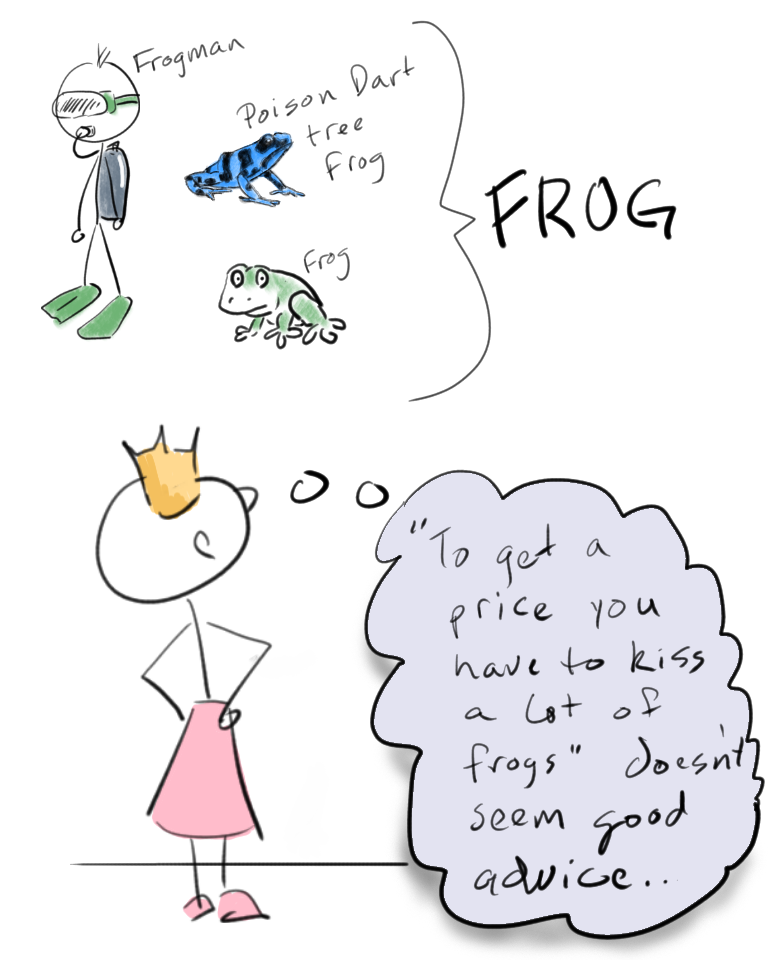 Frogman
Poison Dart
tree
Frog
Frog
FROG
"To get a
price you
have to kiss
a lot of
frogs" doesn't
seem good
advice..